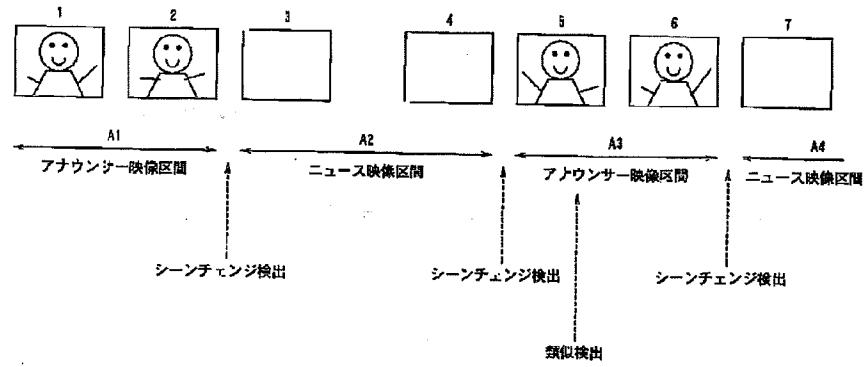 1 2 3 4 5 6 7
A1 A2 A3 A4
アナウンサー映像区間 ニュース映像区間 アナウンサー映像区間 ニュース映像区間
シーンチェンジ検出 シーンチェンジ検出 シーンチェンジ検出
類似検出